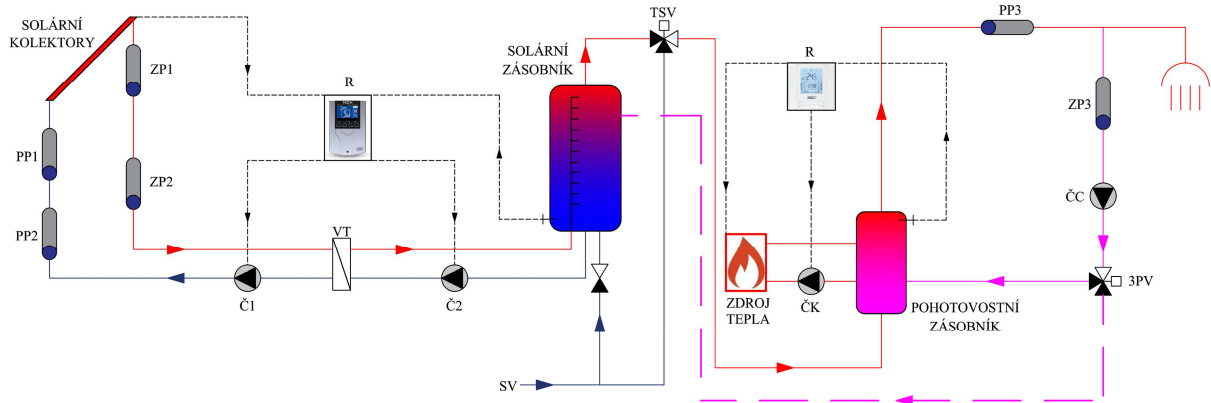 SOLÁRNÍ
KOLEKTORY
ZP1
R
SOLÁRNÍ
ZÁSOBNÍK
TSV
R
PP3
ZP3
PP1
ZP2
PP2
VT
Č1
Č2
ČC
ZDROJ
TEPLA
ČK
POHOTOVOSTNÍ
ZÁSOBNÍK
3PV
SV